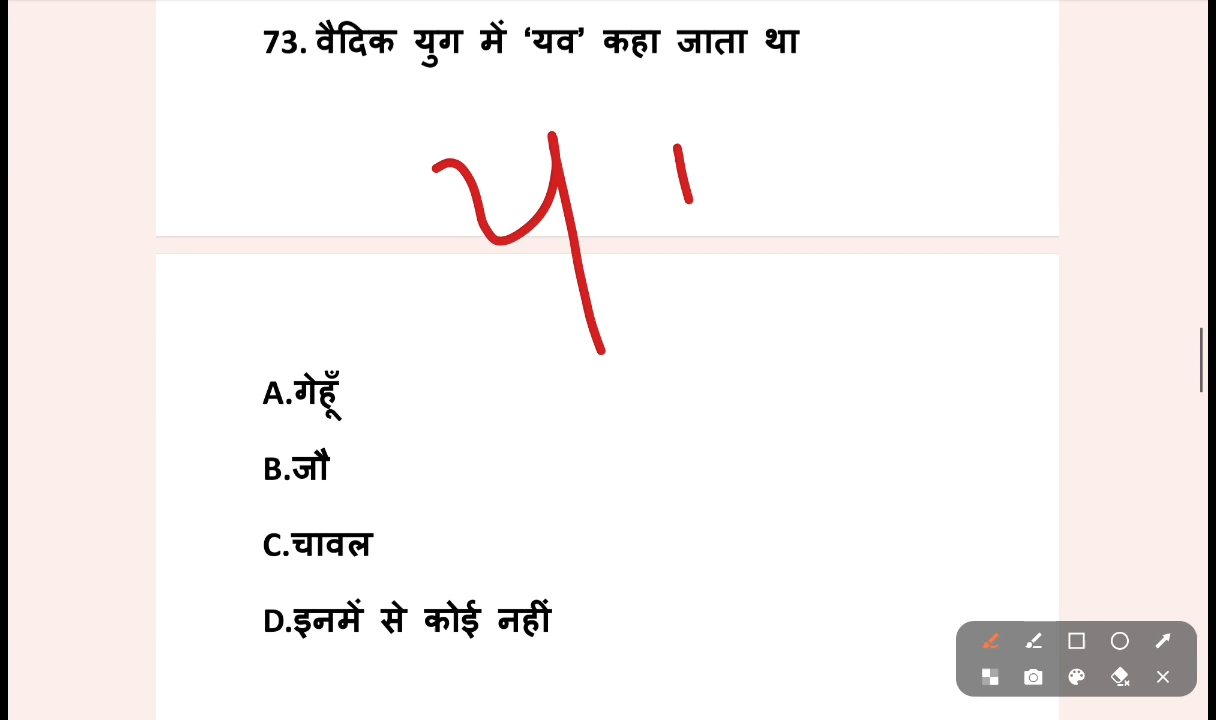 73. वैदिक युग में ‘यव’ कहा जाता था
A.गेहूँ
B.जौ
C.चावल
D.इनमें से कोई नहीं